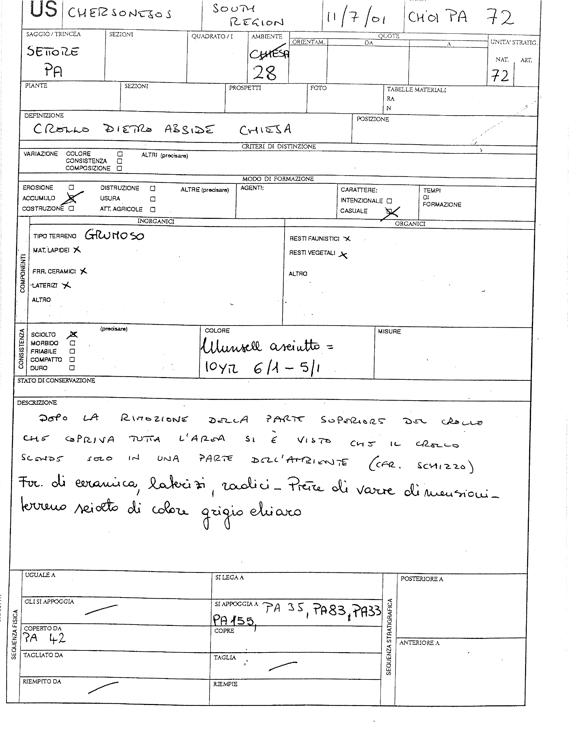 US CHERSONESOS SOUTH REGION 11/7/01 CH01 PA 72
SAGGIO / TRINCEA SEZIONI QUADRATO / I AMBIENTE QUOTE UNITA' STRATIG.
ORIENTAM. DA A
SETTORE PA CHIESA 28 NAT. ART.
72
PIANTE SEZIONI PROSPETTI FOTO TABELLE MATERIALI
RA
N
DEFINIZIONE POSIZIONE
CROLLO DIETRO ABSIDE CHIESA
CRITERI DI DISTINZIONE
VARIAZIONE COLORE ALTRI (precisare)
CONSISTENZA
COMPOSIZIONE
MODO DI FORMAZIONE
EROSIONE DISTRUZIONE ALTRE (precisare) AGENTI: CARATTERE: TEMPI
ACCUMULO X USURA INTENZIONALE DI
COSTRUZIONE ATT. AGRICOLE CASUALE X FORMAZIONE
INORGANICI ORGANICI
COMPONENTI
TIPO TERRENO GRUMOSO RESTI FAUNISTICI X
MAT. LAPIDEI X RESTI VEGETALI X
FRR. CERAMICI X ALTRO
LATERIZI X
ALTRO
CONSISTENZA
SCIOLTO X (precisare) COLORE MISURE
MORBIDO Munsell asciutto =
FRIABILE 10YR 6/1 - 5/1
COMPATTO
DURO
STATO DI CONSERVAZIONE
DESCRIZIONE
DOPO LA RIMOZIONE DELLA PARTE SUPERIORE DEL CROLLO
CHE COPRIVA TUTTA L'AREA SI È VISTO CHE IL CROLLO
SCENDE SOLO IN UNA PARTE DELL'AMBIENTE (CFR. SCHIZZO)
Frr. di ceramica, laterizi, radici - Pietre di varie dimensioni -
terreno sciolto di colore grigio chiaro
SEQUENZA FISICA
UGUALE A SI LEGA A
GLI SI APPOGGIA SI APPOGGIA A PA 35, PA83, PA33
PA155,
COPERTO DA COPRE
PA 42
TAGLIATO DA TAGLIA
RIEMPITO DA RIEMPIE
SEQUENZA STRATIGRAFICA
POSTERIORE A
ANTERIORE A